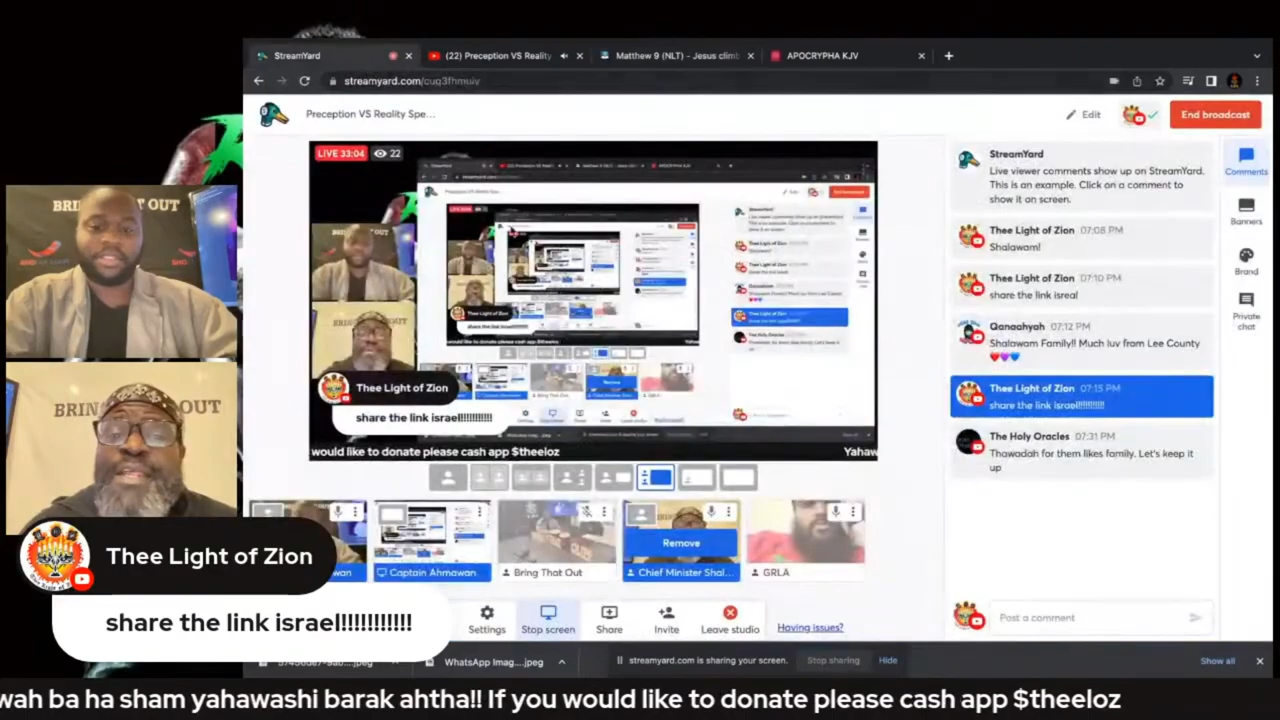 StreamYard
(22) Preception VS Reality
Matthew 9 (NLT) - Jesus climb
APOCRYPHA KJV
streamyard.com/cuq3fhmuiv
Preception VS Reality Spe...
Edit
End broadcast
LIVE 33:04
22
StreamYard
Live viewer comments show up on StreamYard.
This is an example. Click on a comment to
show it on screen.
Thee Light of Zion 07:08 PM
Shalawam!
Thee Light of Zion 07:10 PM
share the link isreal
Qanaahyah 07:12 PM
Shalawam Family!! Much luv from Lee County
Thee Light of Zion 07:15 PM
share the link israel!!!!!!!!!!!
The Holy Oracles 07:31 PM
Thawadah for them likes family. Let's keep it
up
Comments
Banners
Brand
Private
chat
Post a comment
BRING OUT
BRING OUT
Thee Light of Zion
share the link israel!!!!!!!!!!!
would like to donate please cash app $theeloz
Yahaw
Captain Ahmawan
Bring That Out
Remove
Chief Minister Shal...
GRLA
Settings
Stop screen
Share
Invite
Leave studio
Having issues?
Thee Light of Zion
share the link israel!!!!!!!!!!!
WhatsApp Imag....jpeg
streamyard.com is sharing your screen.
Stop sharing
Hide
Show all
wah ba ha sham yahawashi barak ahtha!! If you would like to donate please cash app $theeloz